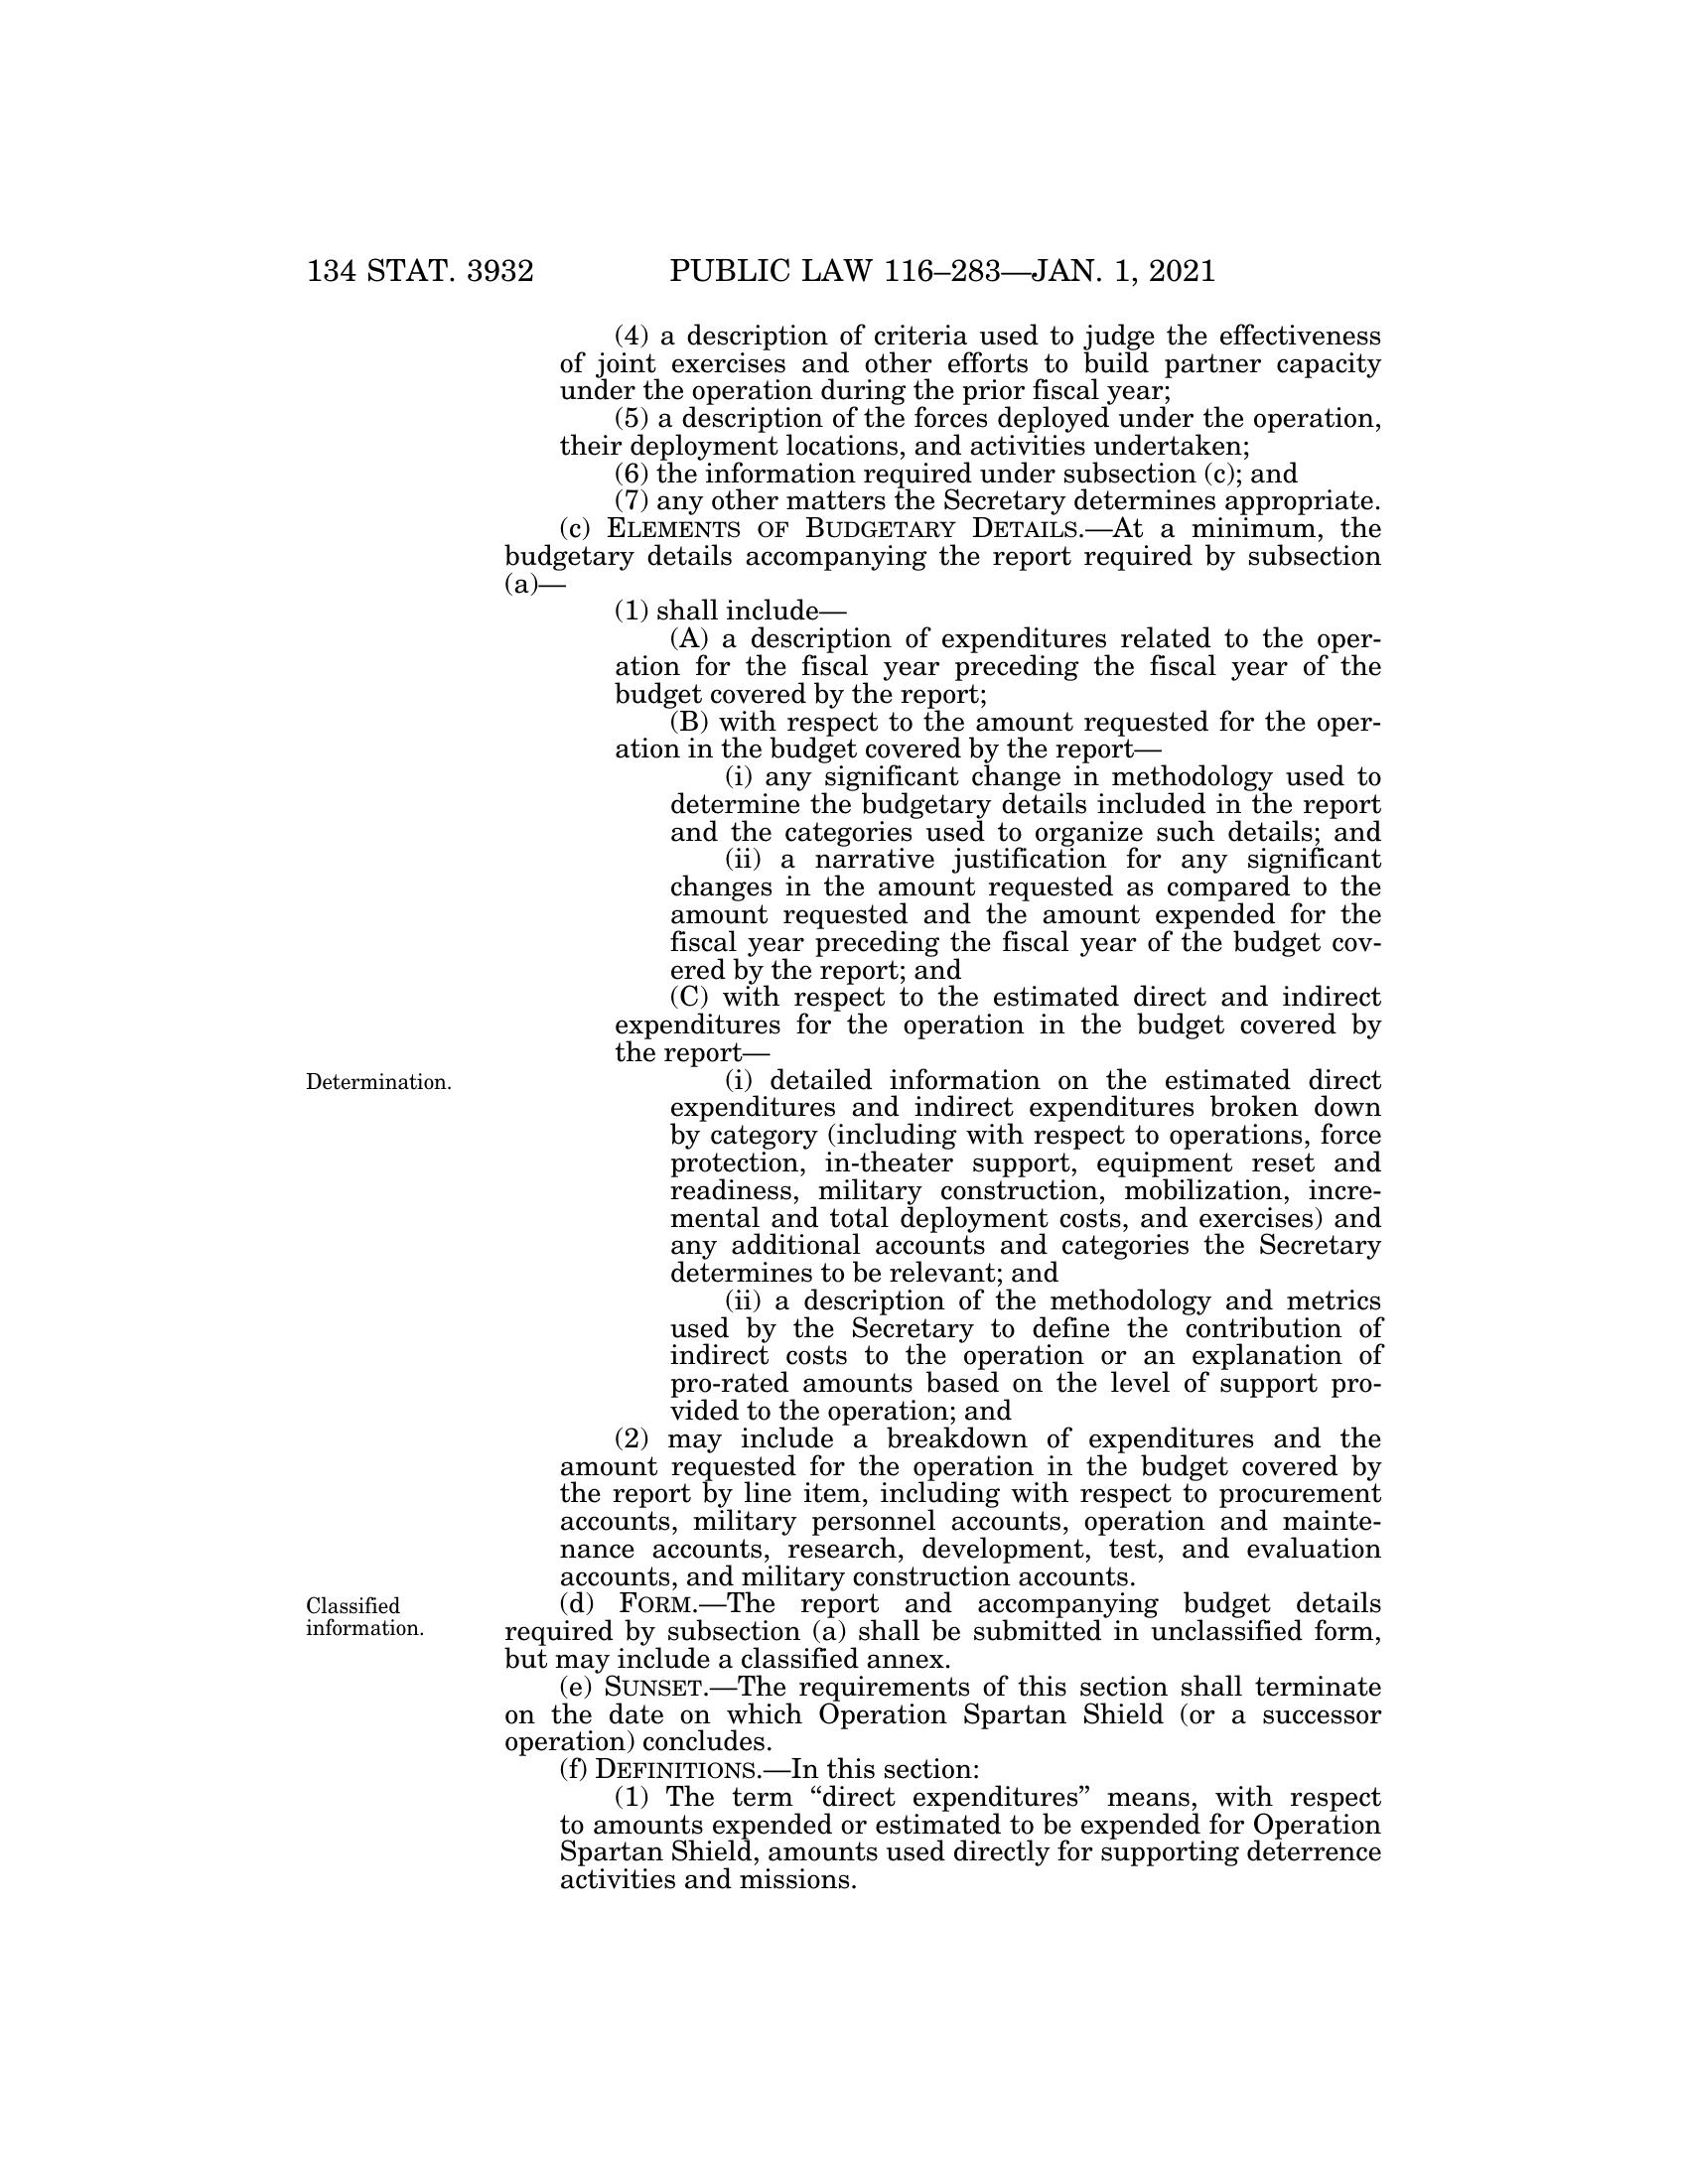 134 STAT. 3932 PUBLIC LAW 116–283—JAN. 1, 2021
(4) a description of criteria used to judge the effectiveness
of joint exercises and other efforts to build partner capacity
under the operation during the prior fiscal year;
(5) a description of the forces deployed under the operation,
their deployment locations, and activities undertaken;
(6) the information required under subsection (c); and
(7) any other matters the Secretary determines appropriate.
(c) ELEMENTS OF BUDGETARY DETAILS.—At a minimum, the
budgetary details accompanying the report required by subsection
(a)—
(1) shall include—
(A) a description of expenditures related to the oper-
ation for the fiscal year preceding the fiscal year of the
budget covered by the report;
(B) with respect to the amount requested for the oper-
ation in the budget covered by the report—
(i) any significant change in methodology used to
determine the budgetary details included in the report
and the categories used to organize such details; and
(ii) a narrative justification for any significant
changes in the amount requested as compared to the
amount requested and the amount expended for the
fiscal year preceding the fiscal year of the budget cov-
ered by the report; and
(C) with respect to the estimated direct and indirect
expenditures for the operation in the budget covered by
the report—
Determination.
(i) detailed information on the estimated direct
expenditures and indirect expenditures broken down
by category (including with respect to operations, force
protection, in-theater support, equipment reset and
readiness, military construction, mobilization, incre-
mental and total deployment costs, and exercises) and
any additional accounts and categories the Secretary
determines to be relevant; and
(ii) a description of the methodology and metrics
used by the Secretary to define the contribution of
indirect costs to the operation or an explanation of
pro-rated amounts based on the level of support pro-
vided to the operation; and
(2) may include a breakdown of expenditures and the
amount requested for the operation in the budget covered by
the report by line item, including with respect to procurement
accounts, military personnel accounts, operation and mainte-
nance accounts, research, development, test, and evaluation
accounts, and military construction accounts.
Classified
information.
(d) FORM.—The report and accompanying budget details
required by subsection (a) shall be submitted in unclassified form,
but may include a classified annex.
(e) SUNSET.—The requirements of this section shall terminate
on the date on which Operation Spartan Shield (or a successor
operation) concludes.
(f) DEFINITIONS.—In this section:
(1) The term “direct expenditures” means, with respect
to amounts expended or estimated to be expended for Operation
Spartan Shield, amounts used directly for supporting deterrence
activities and missions.